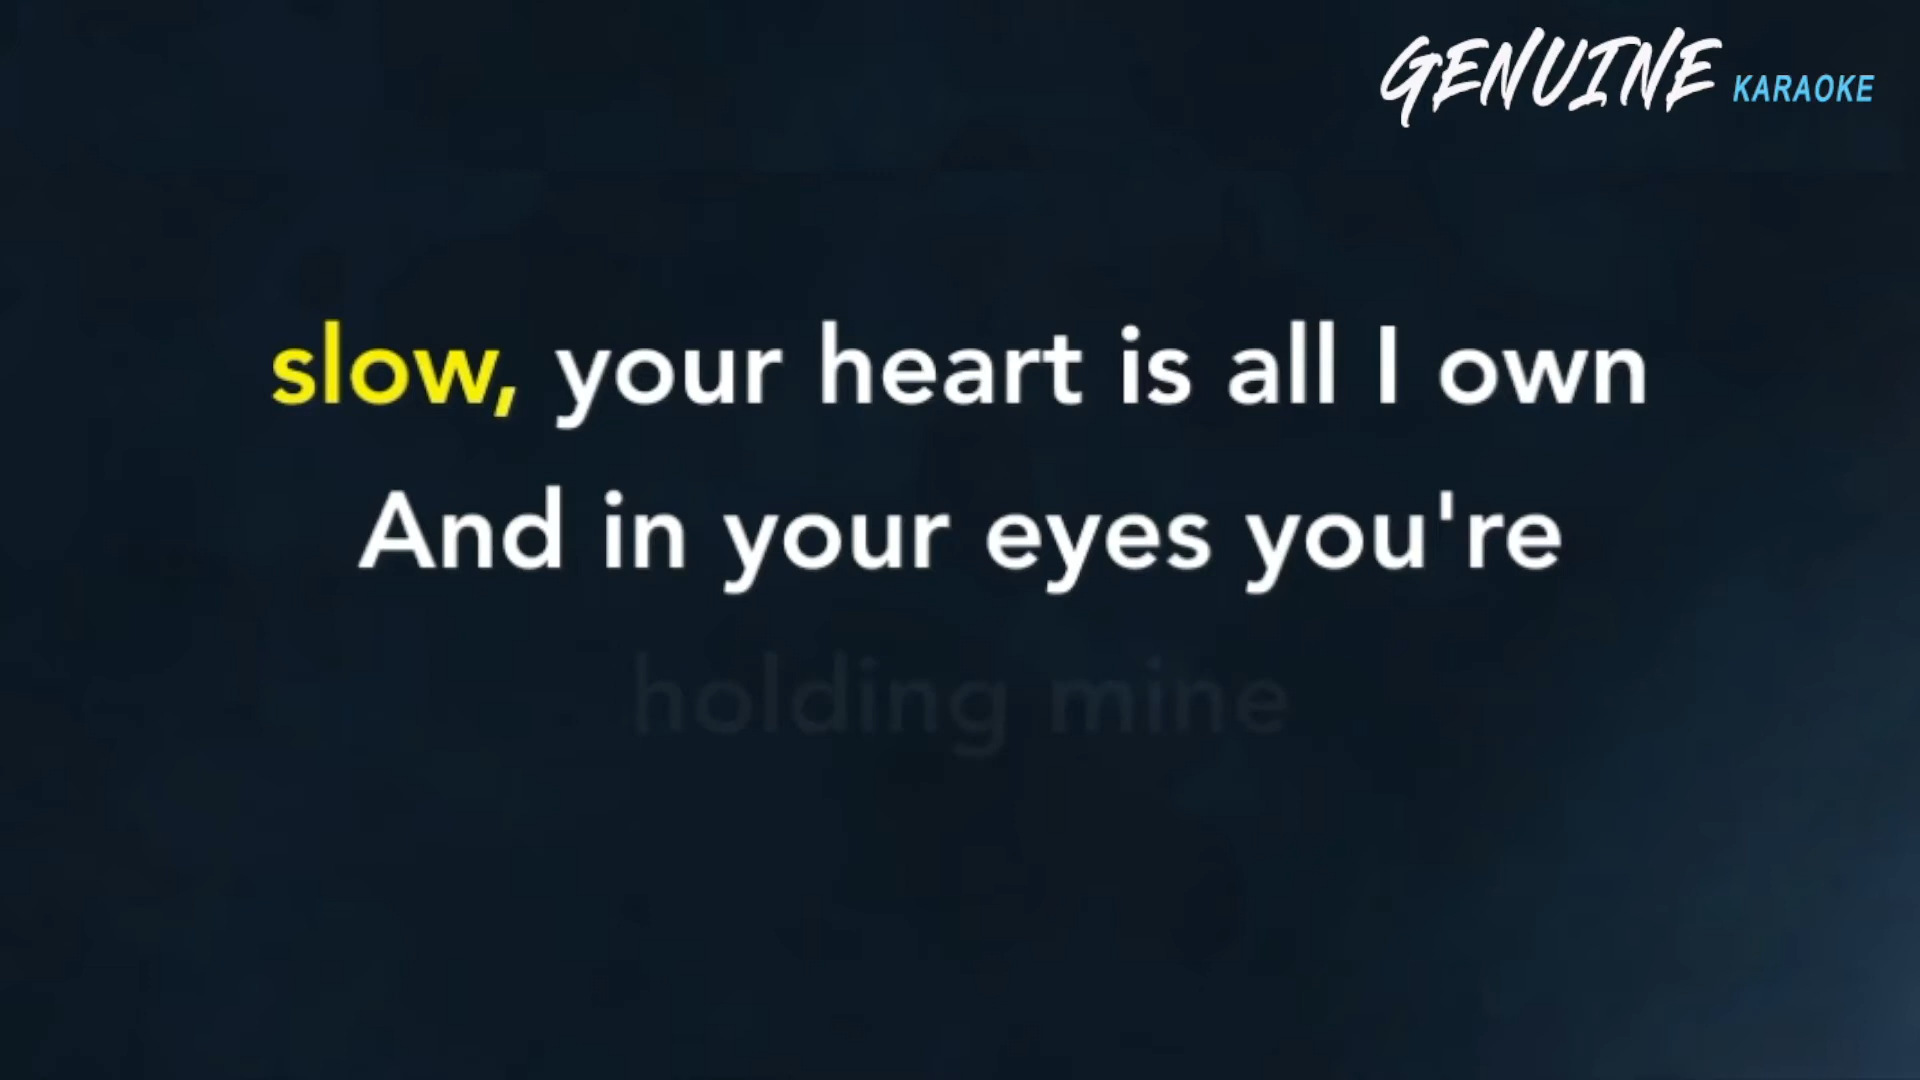 GENUINE KARAOKE
slow, your heart is all I own
And in your eyes you're
holding mine